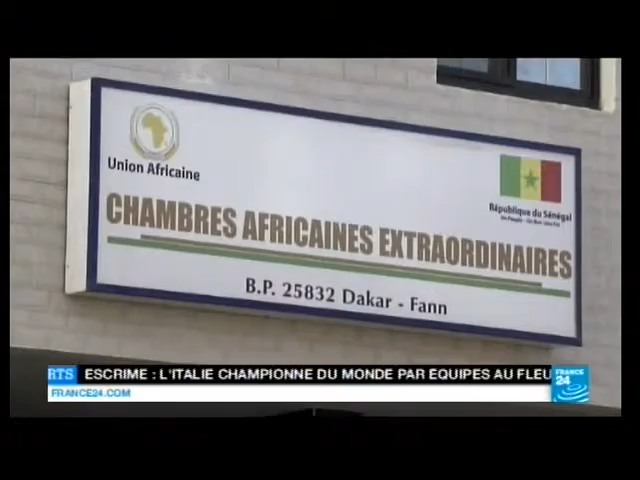 Union Africaine
République du Sénégal
CHAMBRES AFRICAINES EXTRAORDINAIRES
B.P. 25832 Dakar - Fann
RTS ESCRIME : L'ITALIE CHAMPIONNE DU MONDE PAR EQUIPES AU FLEU
FRANCE24.COM
FRANCE 24